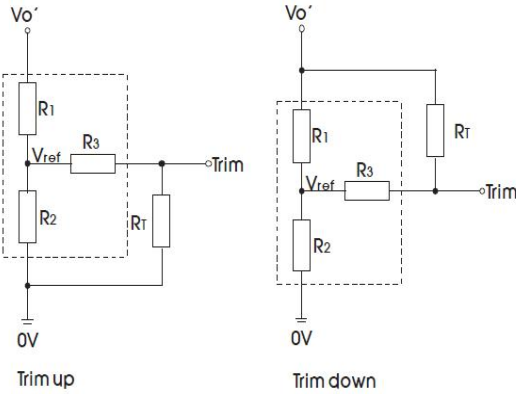 Vo´
Vo´
R1
R3
Vref
Trim
R2
RT
0V
Trim up
R1
RT
R3
Vref
Trim
R2
0V
Trim down